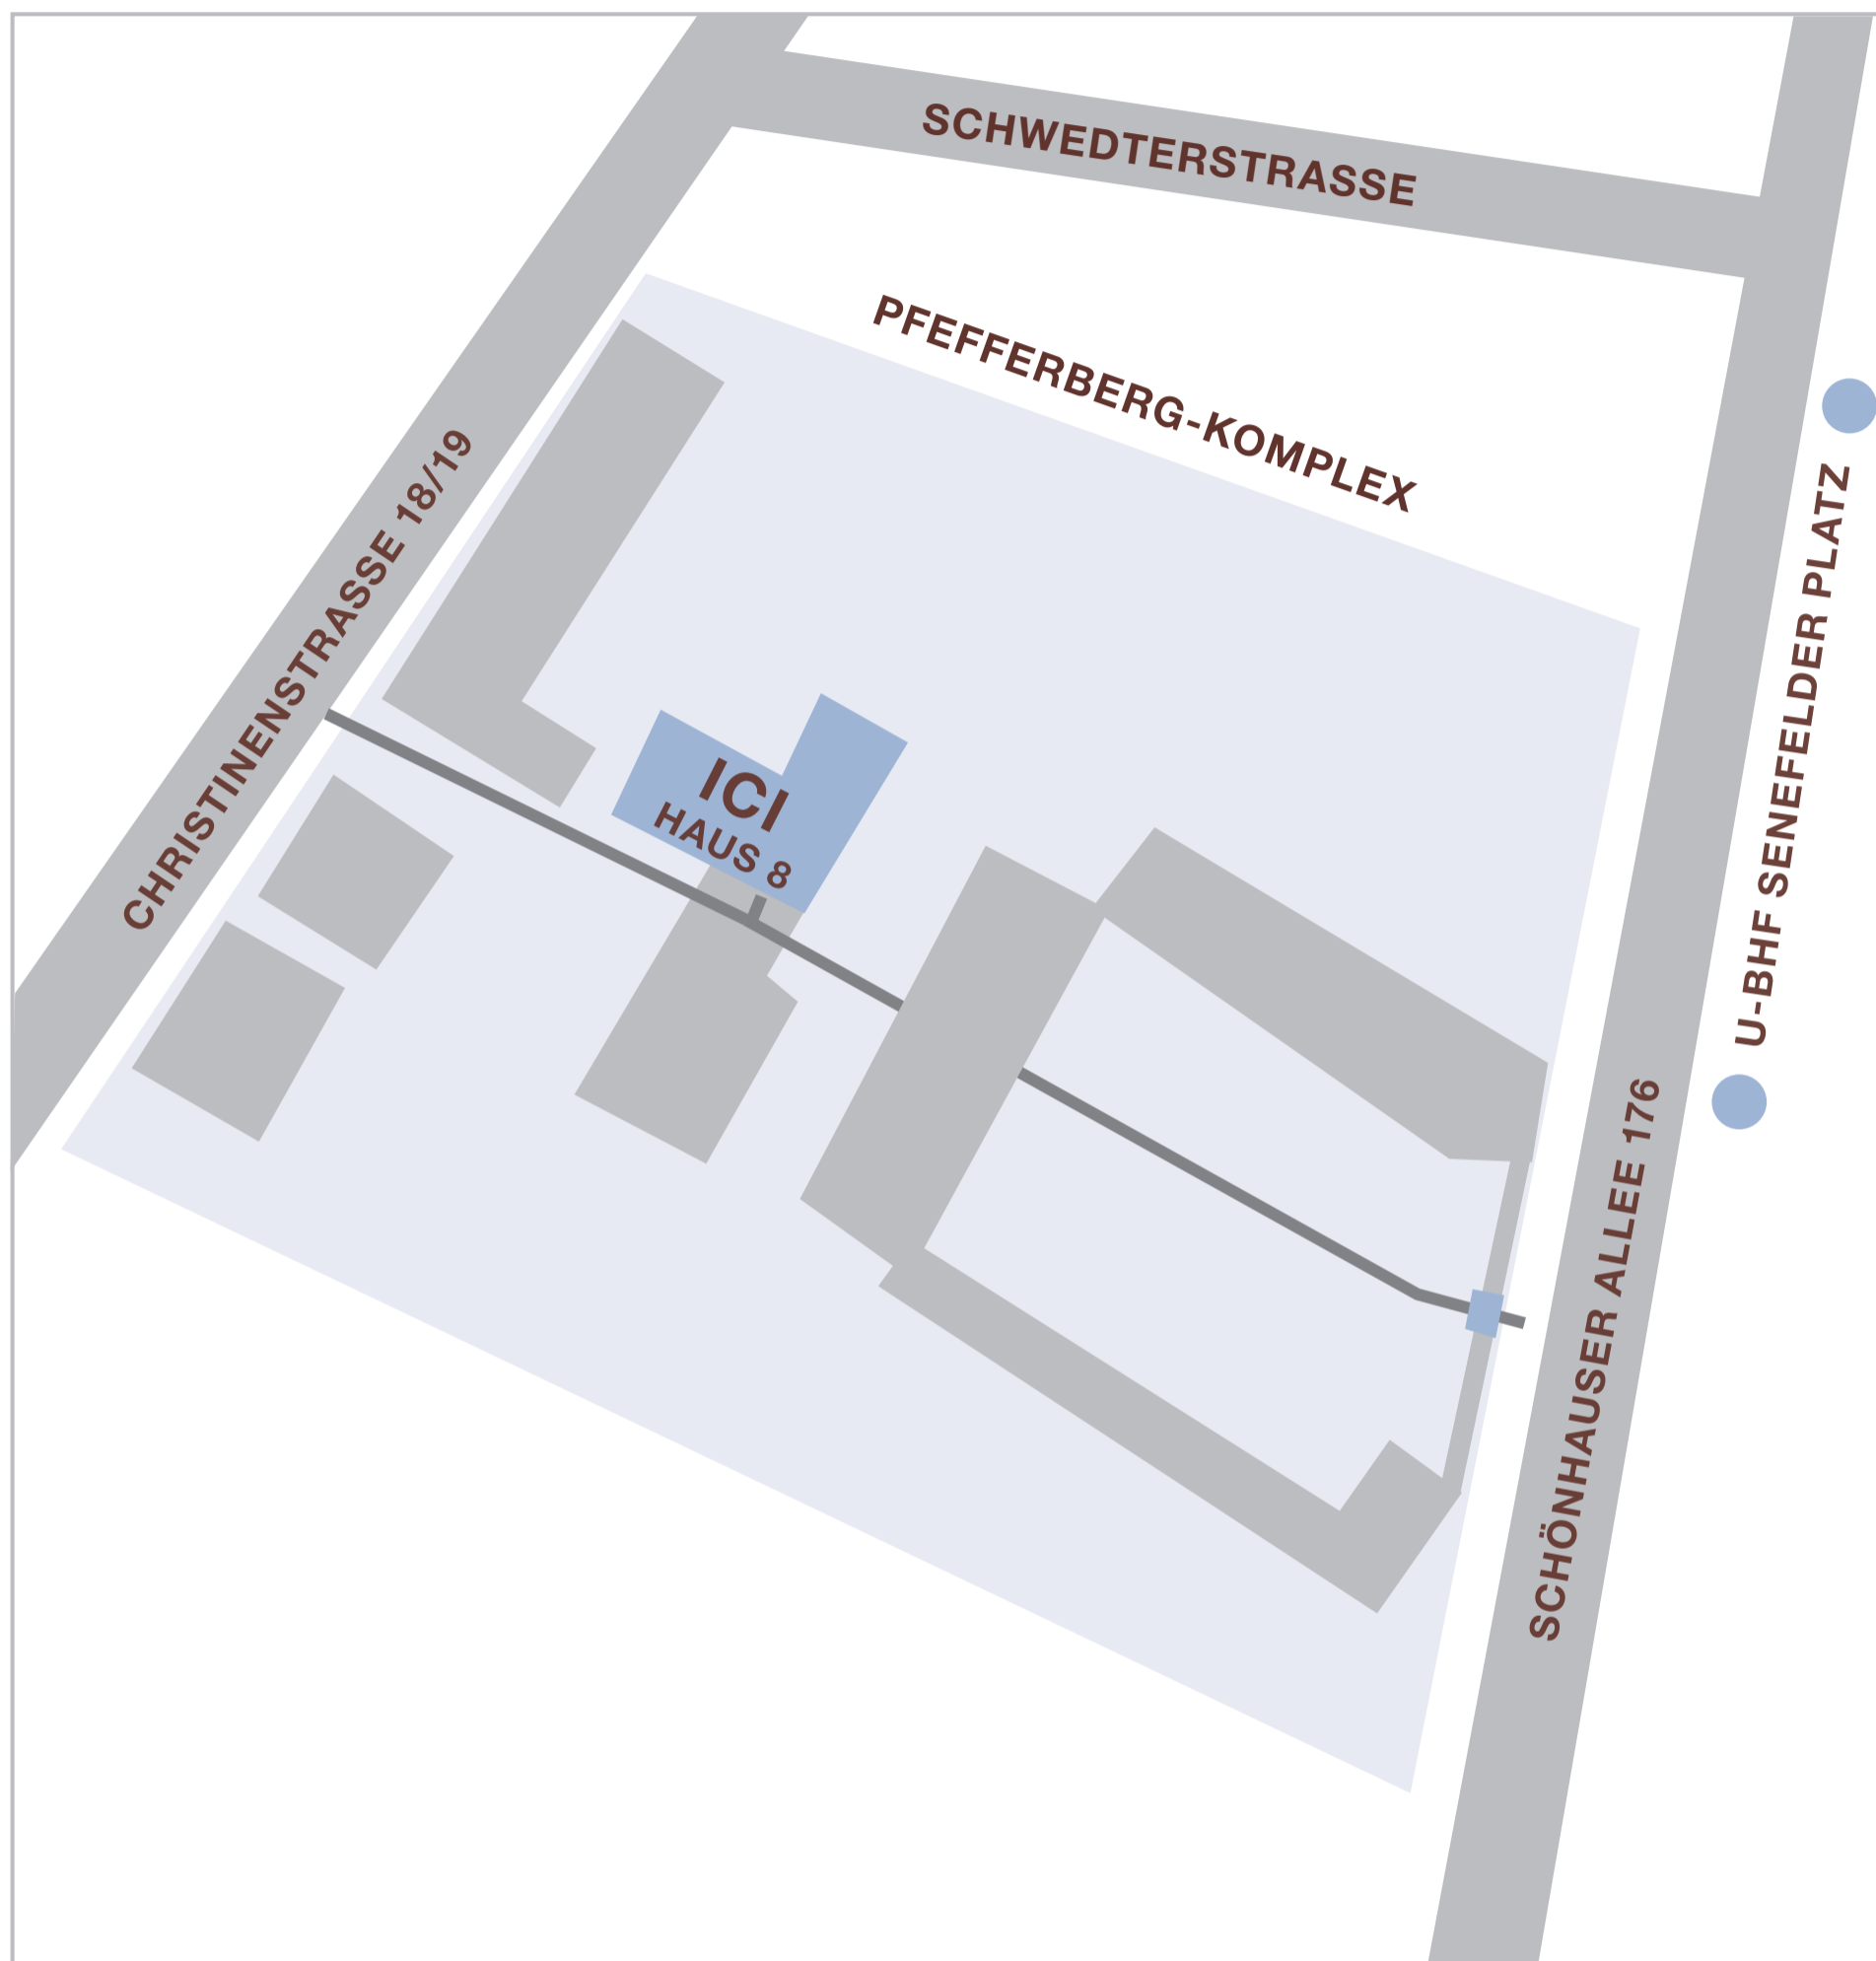 SCHWEDTERSTRASSE
PFEFFERBERG-KOMPLEX
CHRISTINENSTRASSE 18/19
U-BHF SENEFELDER PLATZ
ICI
HAUS 8
SCHÖNHAUSER ALLEE 176